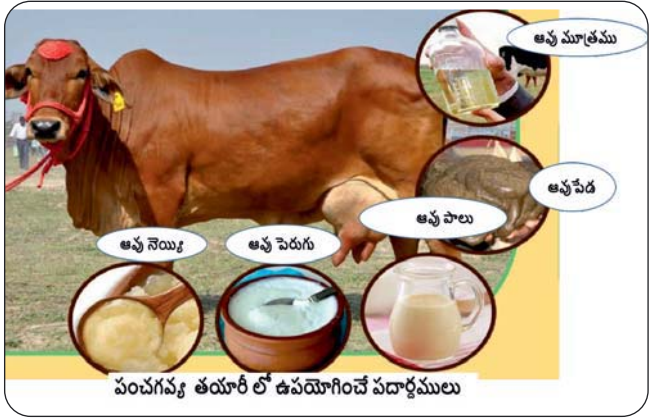 ఆవు మూత్రము
ఆవుపేడ
ఆవు పాలు
ఆవు నెయ్యి
ఆవు పెరుగు
పంచగవ్య తయారీ లో ఉపయోగించే పదార్థములు